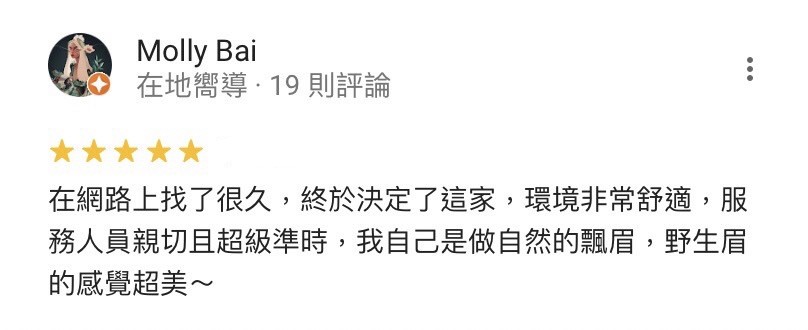 Molly Bai
在地嚮導 · 19 則評論
在網路上找了很久，終於決定了這家，環境非常舒適，服
務人員親切且超級準時，我自己是做自然的飄眉，野生眉
的感覺超美～